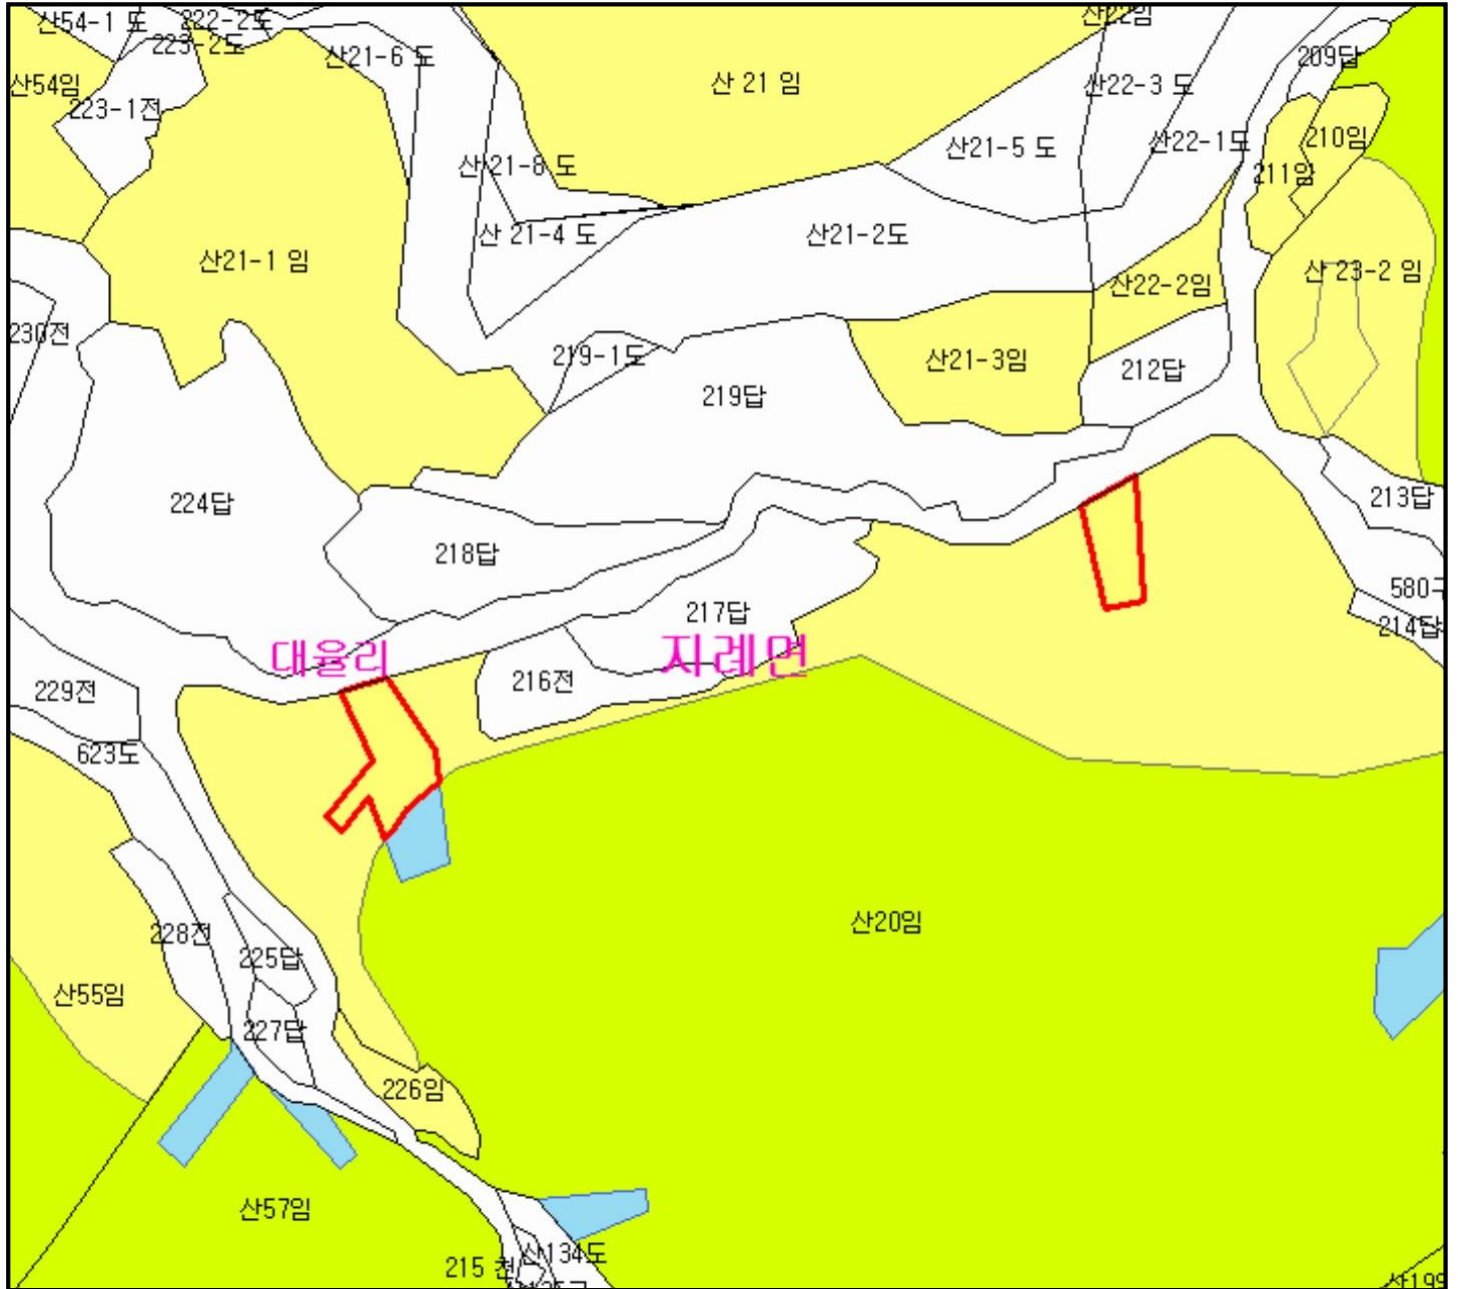 산54-1 도
222-2도
223-2도
산21-6 도
산22임
산 21 임
209답
산54임
223-1전
산22-3 도
산22-1도
210임
산21-5 도
산 21-8 도
211임
산 21-4 도
산21-2도
산21-1 임
산 23-2 임
산22-2임
230전
219-1도
산21-3임
212답
219답
224답
213답
218답
580구
217답
214답
대율리
지례면
216전
229전
623도
산20임
228전
225답
산55임
227답
226임
산57임
산134도
215 전
산199